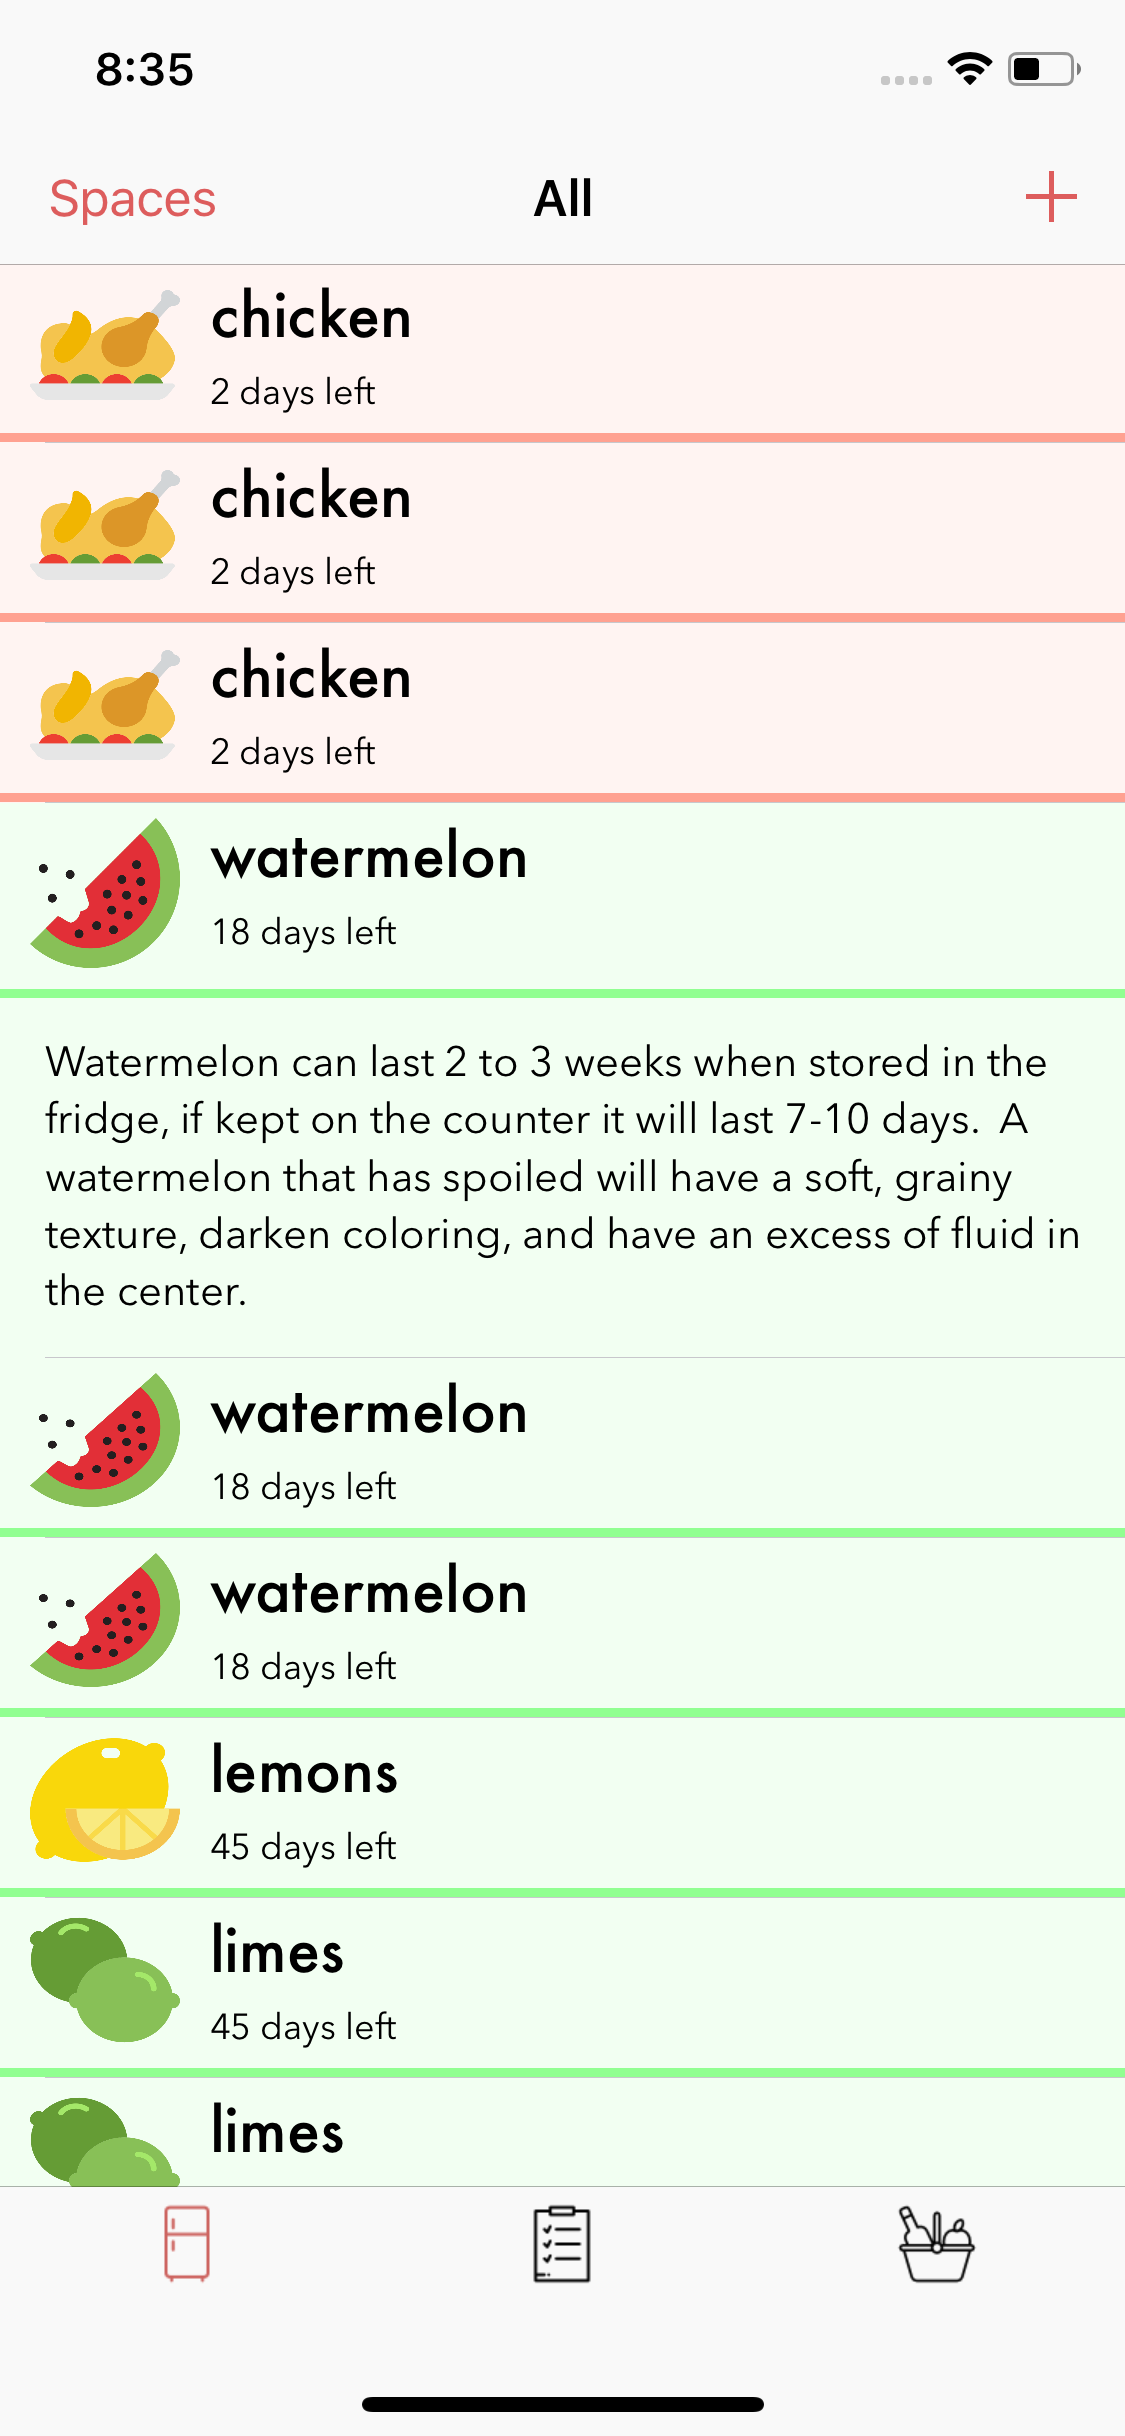 8:35
Spaces
All
chicken
2 days left
chicken
2 days left
chicken
2 days left
watermelon
18 days left
Watermelon can last 2 to 3 weeks when stored in the
fridge, if kept on the counter it will last 7-10 days.  A
watermelon that has spoiled will have a soft, grainy
texture, darken coloring, and have an excess of fluid in
the center.
watermelon
18 days left
watermelon
18 days left
lemons
45 days left
limes
45 days left
limes